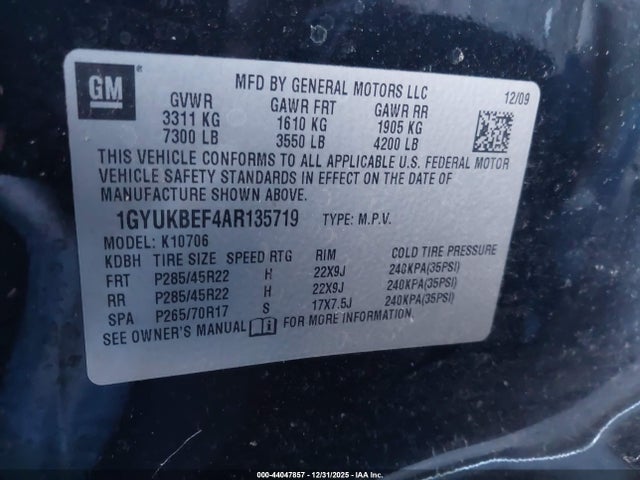 GM
MFD BY GENERAL MOTORS LLC
12/09
GVWR GAWR FRT GAWR RR
3311 KG 1610 KG 1905 KG
7300 LB 3550 LB 4200 LB
THIS VEHICLE CONFORMS TO ALL APPLICABLE U.S. FEDERAL MOTOR
VEHICLE SAFETY STANDARDS IN EFFECT ON THE DATE OF
MANUFACTURE SHOWN ABOVE.
1GYUKBEF4AR135719 TYPE: M.P.V.
MODEL: K10706
KDBH TIRE SIZE SPEED RTG RIM COLD TIRE PRESSURE
FRT P285/45R22 H 22X9J 240KPA(35PSI)
RR P285/45R22 H 22X9J 240KPA(35PSI)
SPA P265/70R17 S 17X7.5J 240KPA(35PSI)
SEE OWNER'S MANUAL FOR MORE INFORMATION.
000-44047857 - 12/31/2025 - IAA Inc.